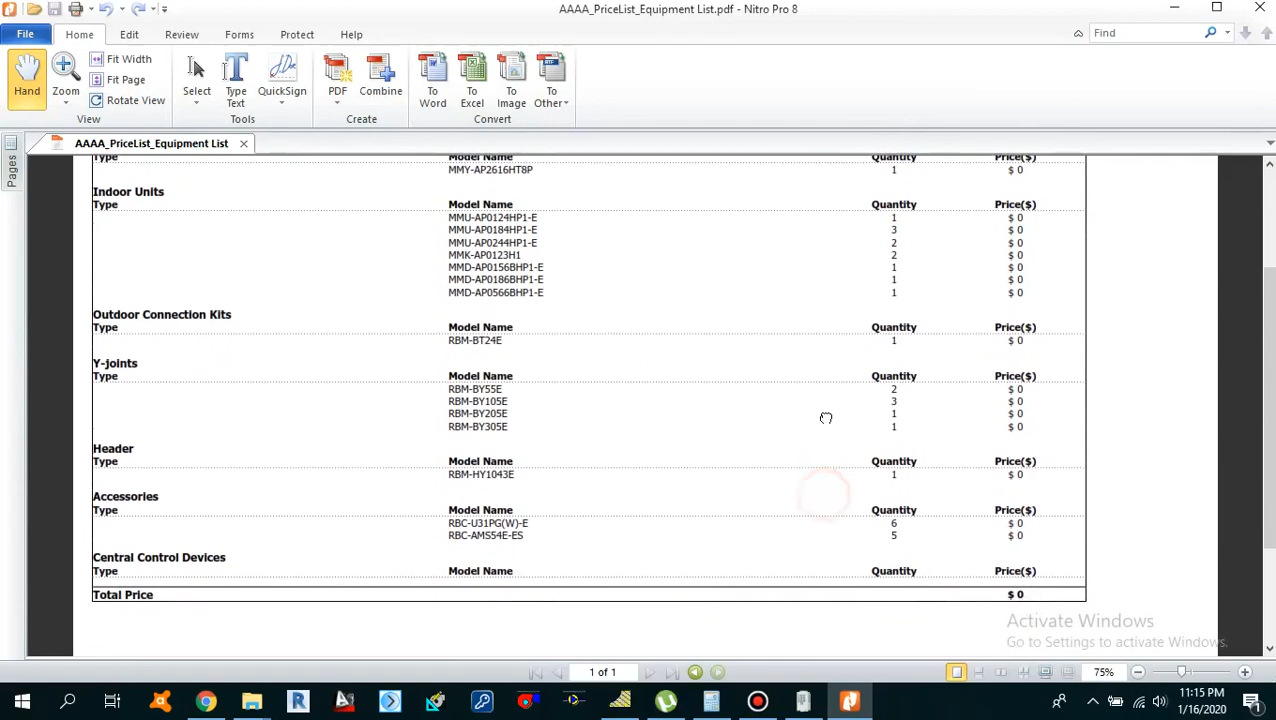 AAAA_PriceList_Equipment List.pdf - Nitro Pro 8
File Home Edit Review Forms Protect Help
Find
Hand
Zoom
Fit Width
Fit Page
Rotate View
View
Select
Type Text
QuickSign
Tools
PDF
Combine
Create
To Word
To Excel
To Image
To Other
Convert
Pages
AAAA_PriceList_Equipment List
Type Model Name Quantity Price($)
MMY-AP2616HT8P 1 $ 0
Indoor Units
Type Model Name Quantity Price($)
MMU-AP0124HP1-E 1 $ 0
MMU-AP0184HP1-E 3 $ 0
MMU-AP0244HP1-E 2 $ 0
MMK-AP0123H1 2 $ 0
MMD-AP0156BHP1-E 1 $ 0
MMD-AP0186BHP1-E 1 $ 0
MMD-AP0566BHP1-E 1 $ 0
Outdoor Connection Kits
Type Model Name Quantity Price($)
RBM-BT24E 1 $ 0
Y-joints
Type Model Name Quantity Price($)
RBM-BY55E 2 $ 0
RBM-BY105E 3 $ 0
RBM-BY205E 1 $ 0
RBM-BY305E 1 $ 0
Header
Type Model Name Quantity Price($)
RBM-HY1043E 1 $ 0
Accessories
Type Model Name Quantity Price($)
RBC-U31PG(W)-E 6 $ 0
RBC-AMS54E-ES 5 $ 0
Central Control Devices
Type Model Name Quantity Price($)
Total Price $ 0
Activate Windows
Go to Settings to activate Windows.
1 of 1
75%
11:15 PM
1/16/2020